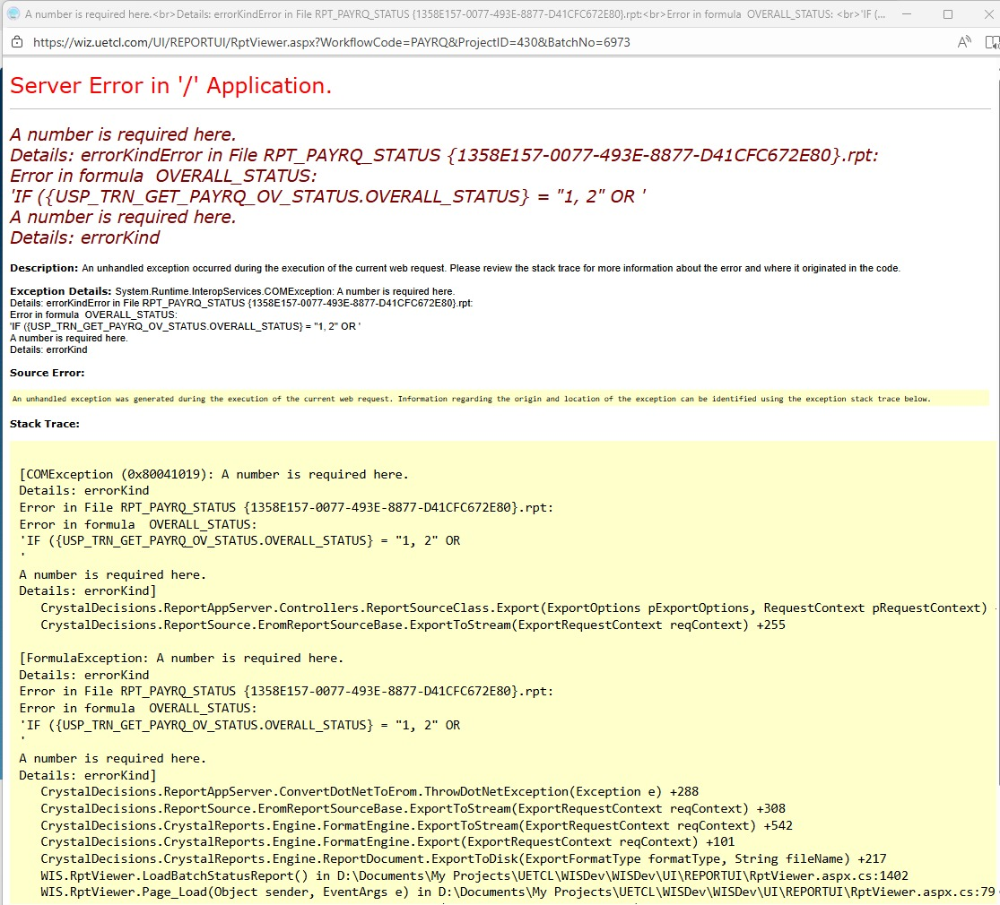 A number is required here.<br>Details: errorKindError in File RPT_PAYRQ_STATUS {1358E157-0077-493E-8877-D41CFC672E80}.rpt:<br>Error in formula  OVERALL_STATUS: <br>'IF (...
https://wiz.uetcl.com/UI/REPORTUI/RptViewer.aspx?WorkflowCode=PAYRQ&ProjectID=430&BatchNo=6973
Server Error in '/' Application.
A number is required here.
Details: errorKindError in File RPT_PAYRQ_STATUS {1358E157-0077-493E-8877-D41CFC672E80}.rpt:
Error in formula  OVERALL_STATUS:
'IF ({USP_TRN_GET_PAYRQ_OV_STATUS.OVERALL_STATUS} = "1, 2" OR '
A number is required here.
Details: errorKind
Description: An unhandled exception occurred during the execution of the current web request. Please review the stack trace for more information about the error and where it originated in the code.
Exception Details: System.Runtime.InteropServices.COMException: A number is required here.
Details: errorKindError in File RPT_PAYRQ_STATUS {1358E157-0077-493E-8877-D41CFC672E80}.rpt:
Error in formula  OVERALL_STATUS:
'IF ({USP_TRN_GET_PAYRQ_OV_STATUS.OVERALL_STATUS} = "1, 2" OR '
A number is required here.
Details: errorKind
Source Error:
An unhandled exception was generated during the execution of the current web request. Information regarding the origin and location of the exception can be identified using the exception stack trace below.
Stack Trace:
[COMException (0x80041019): A number is required here.
Details: errorKind
Error in File RPT_PAYRQ_STATUS {1358E157-0077-493E-8877-D41CFC672E80}.rpt:
Error in formula  OVERALL_STATUS:
'IF ({USP_TRN_GET_PAYRQ_OV_STATUS.OVERALL_STATUS} = "1, 2" OR
'
A number is required here.
Details: errorKind]
CrystalDecisions.ReportAppServer.Controllers.ReportSourceClass.Export(ExportOptions pExportOptions, RequestContext pRequestContext)
CrystalDecisions.ReportSource.EromReportSourceBase.ExportToStream(ExportRequestContext reqContext) +255
[FormulaException: A number is required here.
Details: errorKind
Error in File RPT_PAYRQ_STATUS {1358E157-0077-493E-8877-D41CFC672E80}.rpt:
Error in formula  OVERALL_STATUS:
'IF ({USP_TRN_GET_PAYRQ_OV_STATUS.OVERALL_STATUS} = "1, 2" OR
'
A number is required here.
Details: errorKind]
CrystalDecisions.ReportAppServer.ConvertDotNetToErom.ThrowDotNetException(Exception e) +288
CrystalDecisions.ReportSource.EromReportSourceBase.ExportToStream(ExportRequestContext reqContext) +308
CrystalDecisions.CrystalReports.Engine.FormatEngine.ExportToStream(ExportRequestContext reqContext) +542
CrystalDecisions.CrystalReports.Engine.FormatEngine.Export(ExportRequestContext reqContext) +101
CrystalDecisions.CrystalReports.Engine.ReportDocument.ExportToDisk(ExportFormatType formatType, String fileName) +217
WIS.RptViewer.LoadBatchStatusReport() in D:\Documents\My Projects\UETCL\WISDev\WISDev\UI\REPORTUI\RptViewer.aspx.cs:1402
WIS.RptViewer.Page_Load(Object sender, EventArgs e) in D:\Documents\My Projects\UETCL\WISDev\WISDev\UI\REPORTUI\RptViewer.aspx.cs:79